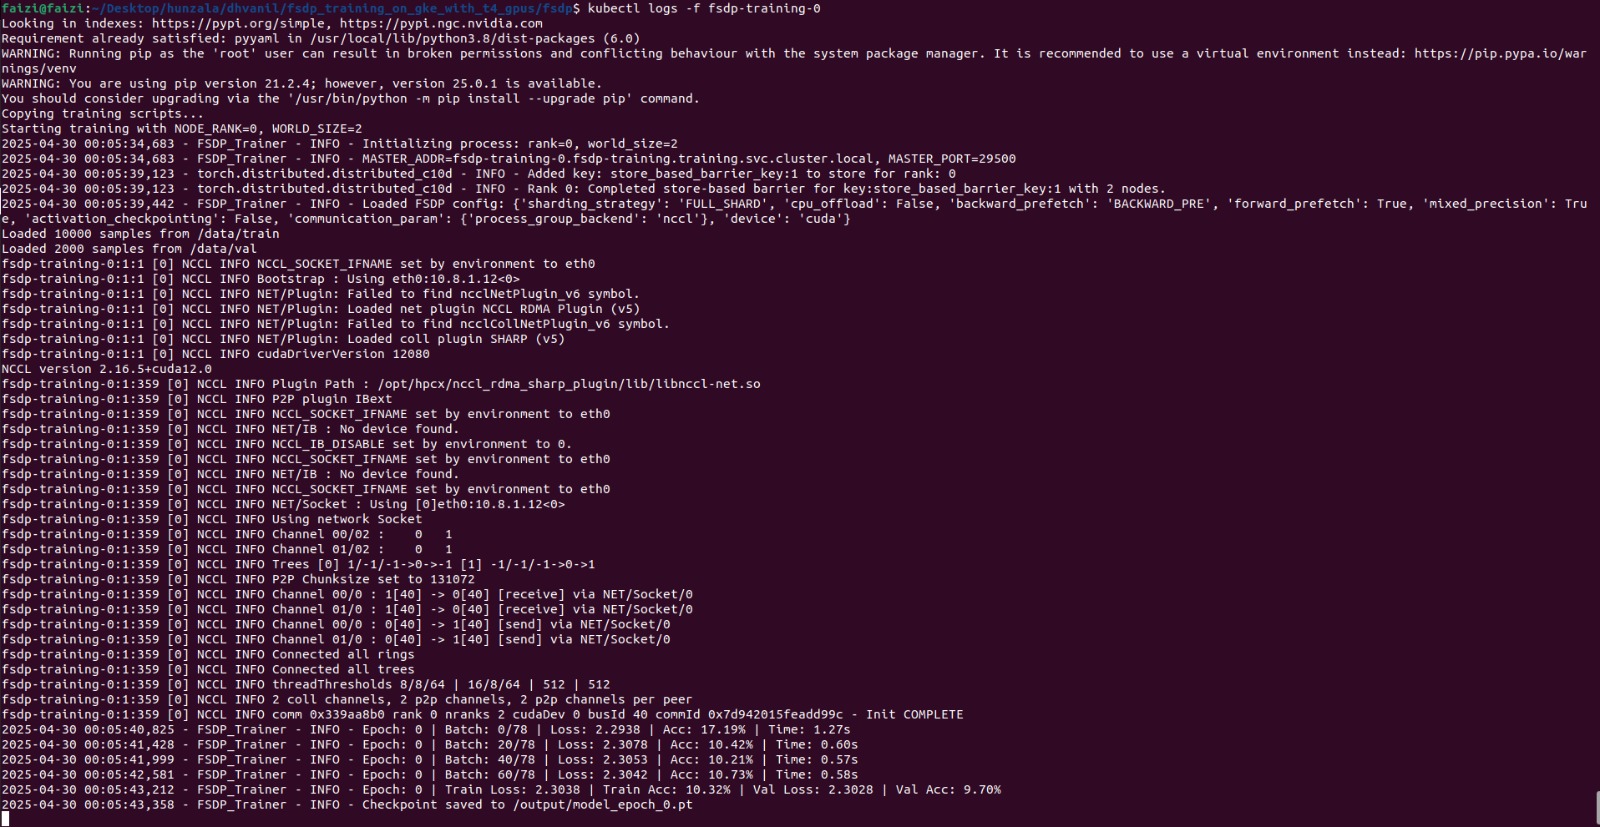 faizi@faizi:~/Desktop/hunzala/dhvanil/fsdp_training_on_gke_with_t4_gpus/fsdp$ kubectl logs -f fsdp-training-0
Looking in indexes: https://pypi.org/simple, https://pypi.ngc.nvidia.com
Requirement already satisfied: pyyaml in /usr/local/lib/python3.8/dist-packages (6.0)
WARNING: Running pip as the 'root' user can result in broken permissions and conflicting behaviour with the system package manager. It is recommended to use a virtual environment instead: https://pip.pypa.io/war
nings/venv
WARNING: You are using pip version 21.2.4; however, version 25.0.1 is available.
You should consider upgrading via the '/usr/bin/python -m pip install --upgrade pip' command.
Copying training scripts...
Starting training with NODE_RANK=0, WORLD_SIZE=2
2025-04-30 00:05:34,683 - FSDP_Trainer - INFO - Initializing process: rank=0, world_size=2
2025-04-30 00:05:34,683 - FSDP_Trainer - INFO - MASTER_ADDR=fsdp-training-0.fsdp-training.training.svc.cluster.local, MASTER_PORT=29500
2025-04-30 00:05:39,123 - torch.distributed.distributed_c10d - INFO - Added key: store_based_barrier_key:1 to store for rank: 0
2025-04-30 00:05:39,123 - torch.distributed.distributed_c10d - INFO - Rank 0: Completed store-based barrier for key:store_based_barrier_key:1 with 2 nodes.
2025-04-30 00:05:39,442 - FSDP_Trainer - INFO - Loaded FSDP config: {'sharding_strategy': 'FULL_SHARD', 'cpu_offload': False, 'backward_prefetch': 'BACKWARD_PRE', 'forward_prefetch': True, 'mixed_precision': Tru
e, 'activation_checkpointing': False, 'communication_param': {'process_group_backend': 'nccl'}, 'device': 'cuda'}
Loaded 10000 samples from /data/train
Loaded 2000 samples from /data/val
fsdp-training-0:1:1 [0] NCCL INFO NCCL_SOCKET_IFNAME set by environment to eth0
fsdp-training-0:1:1 [0] NCCL INFO Bootstrap : Using eth0:10.8.1.12<0>
fsdp-training-0:1:1 [0] NCCL INFO NET/Plugin: Failed to find ncclNetPlugin_v6 symbol.
fsdp-training-0:1:1 [0] NCCL INFO NET/Plugin: Loaded net plugin NCCL RDMA Plugin (v5)
fsdp-training-0:1:1 [0] NCCL INFO NET/Plugin: Failed to find ncclCollNetPlugin_v6 symbol.
fsdp-training-0:1:1 [0] NCCL INFO NET/Plugin: Loaded coll plugin SHARP (v5)
fsdp-training-0:1:1 [0] NCCL INFO cudaDriverVersion 12080
NCCL version 2.16.5+cuda12.0
fsdp-training-0:1:359 [0] NCCL INFO Plugin Path : /opt/hpcx/nccl_rdma_sharp_plugin/lib/libnccl-net.so
fsdp-training-0:1:359 [0] NCCL INFO P2P plugin IBext
fsdp-training-0:1:359 [0] NCCL INFO NCCL_SOCKET_IFNAME set by environment to eth0
fsdp-training-0:1:359 [0] NCCL INFO NET/IB : No device found.
fsdp-training-0:1:359 [0] NCCL INFO NCCL_IB_DISABLE set by environment to 0.
fsdp-training-0:1:359 [0] NCCL INFO NCCL_SOCKET_IFNAME set by environment to eth0
fsdp-training-0:1:359 [0] NCCL INFO NET/IB : No device found.
fsdp-training-0:1:359 [0] NCCL INFO NCCL_SOCKET_IFNAME set by environment to eth0
fsdp-training-0:1:359 [0] NCCL INFO NET/Socket : Using [0]eth0:10.8.1.12<0>
fsdp-training-0:1:359 [0] NCCL INFO Using network Socket
fsdp-training-0:1:359 [0] NCCL INFO Channel 00/02 :    0   1
fsdp-training-0:1:359 [0] NCCL INFO Channel 01/02 :    0   1
fsdp-training-0:1:359 [0] NCCL INFO Trees [0] 1/-1/-1->0->-1 [1] -1/-1/-1->0->1
fsdp-training-0:1:359 [0] NCCL INFO P2P Chunksize set to 131072
fsdp-training-0:1:359 [0] NCCL INFO Channel 00/0 : 1[40] -> 0[40] [receive] via NET/Socket/0
fsdp-training-0:1:359 [0] NCCL INFO Channel 01/0 : 1[40] -> 0[40] [receive] via NET/Socket/0
fsdp-training-0:1:359 [0] NCCL INFO Channel 00/0 : 0[40] -> 1[40] [send] via NET/Socket/0
fsdp-training-0:1:359 [0] NCCL INFO Channel 01/0 : 0[40] -> 1[40] [send] via NET/Socket/0
fsdp-training-0:1:359 [0] NCCL INFO Connected all rings
fsdp-training-0:1:359 [0] NCCL INFO Connected all trees
fsdp-training-0:1:359 [0] NCCL INFO threadThresholds 8/8/64 | 16/8/64 | 512 | 512
fsdp-training-0:1:359 [0] NCCL INFO 2 coll channels, 2 p2p channels, 2 p2p channels per peer
fsdp-training-0:1:359 [0] NCCL INFO comm 0x339aa8b0 rank 0 nranks 2 cudaDev 0 busId 40 commId 0x7d942015feadd99c - Init COMPLETE
2025-04-30 00:05:40,825 - FSDP_Trainer - INFO - Epoch: 0 | Batch: 0/78 | Loss: 2.2938 | Acc: 17.19% | Time: 1.27s
2025-04-30 00:05:41,428 - FSDP_Trainer - INFO - Epoch: 0 | Batch: 20/78 | Loss: 2.3078 | Acc: 10.42% | Time: 0.60s
2025-04-30 00:05:41,999 - FSDP_Trainer - INFO - Epoch: 0 | Batch: 40/78 | Loss: 2.3053 | Acc: 10.21% | Time: 0.57s
2025-04-30 00:05:42,581 - FSDP_Trainer - INFO - Epoch: 0 | Batch: 60/78 | Loss: 2.3042 | Acc: 10.73% | Time: 0.58s
2025-04-30 00:05:43,212 - FSDP_Trainer - INFO - Epoch: 0 | Train Loss: 2.3038 | Train Acc: 10.32% | Val Loss: 2.3028 | Val Acc: 9.70%
2025-04-30 00:05:43,358 - FSDP_Trainer - INFO - Checkpoint saved to /output/model_epoch_0.pt